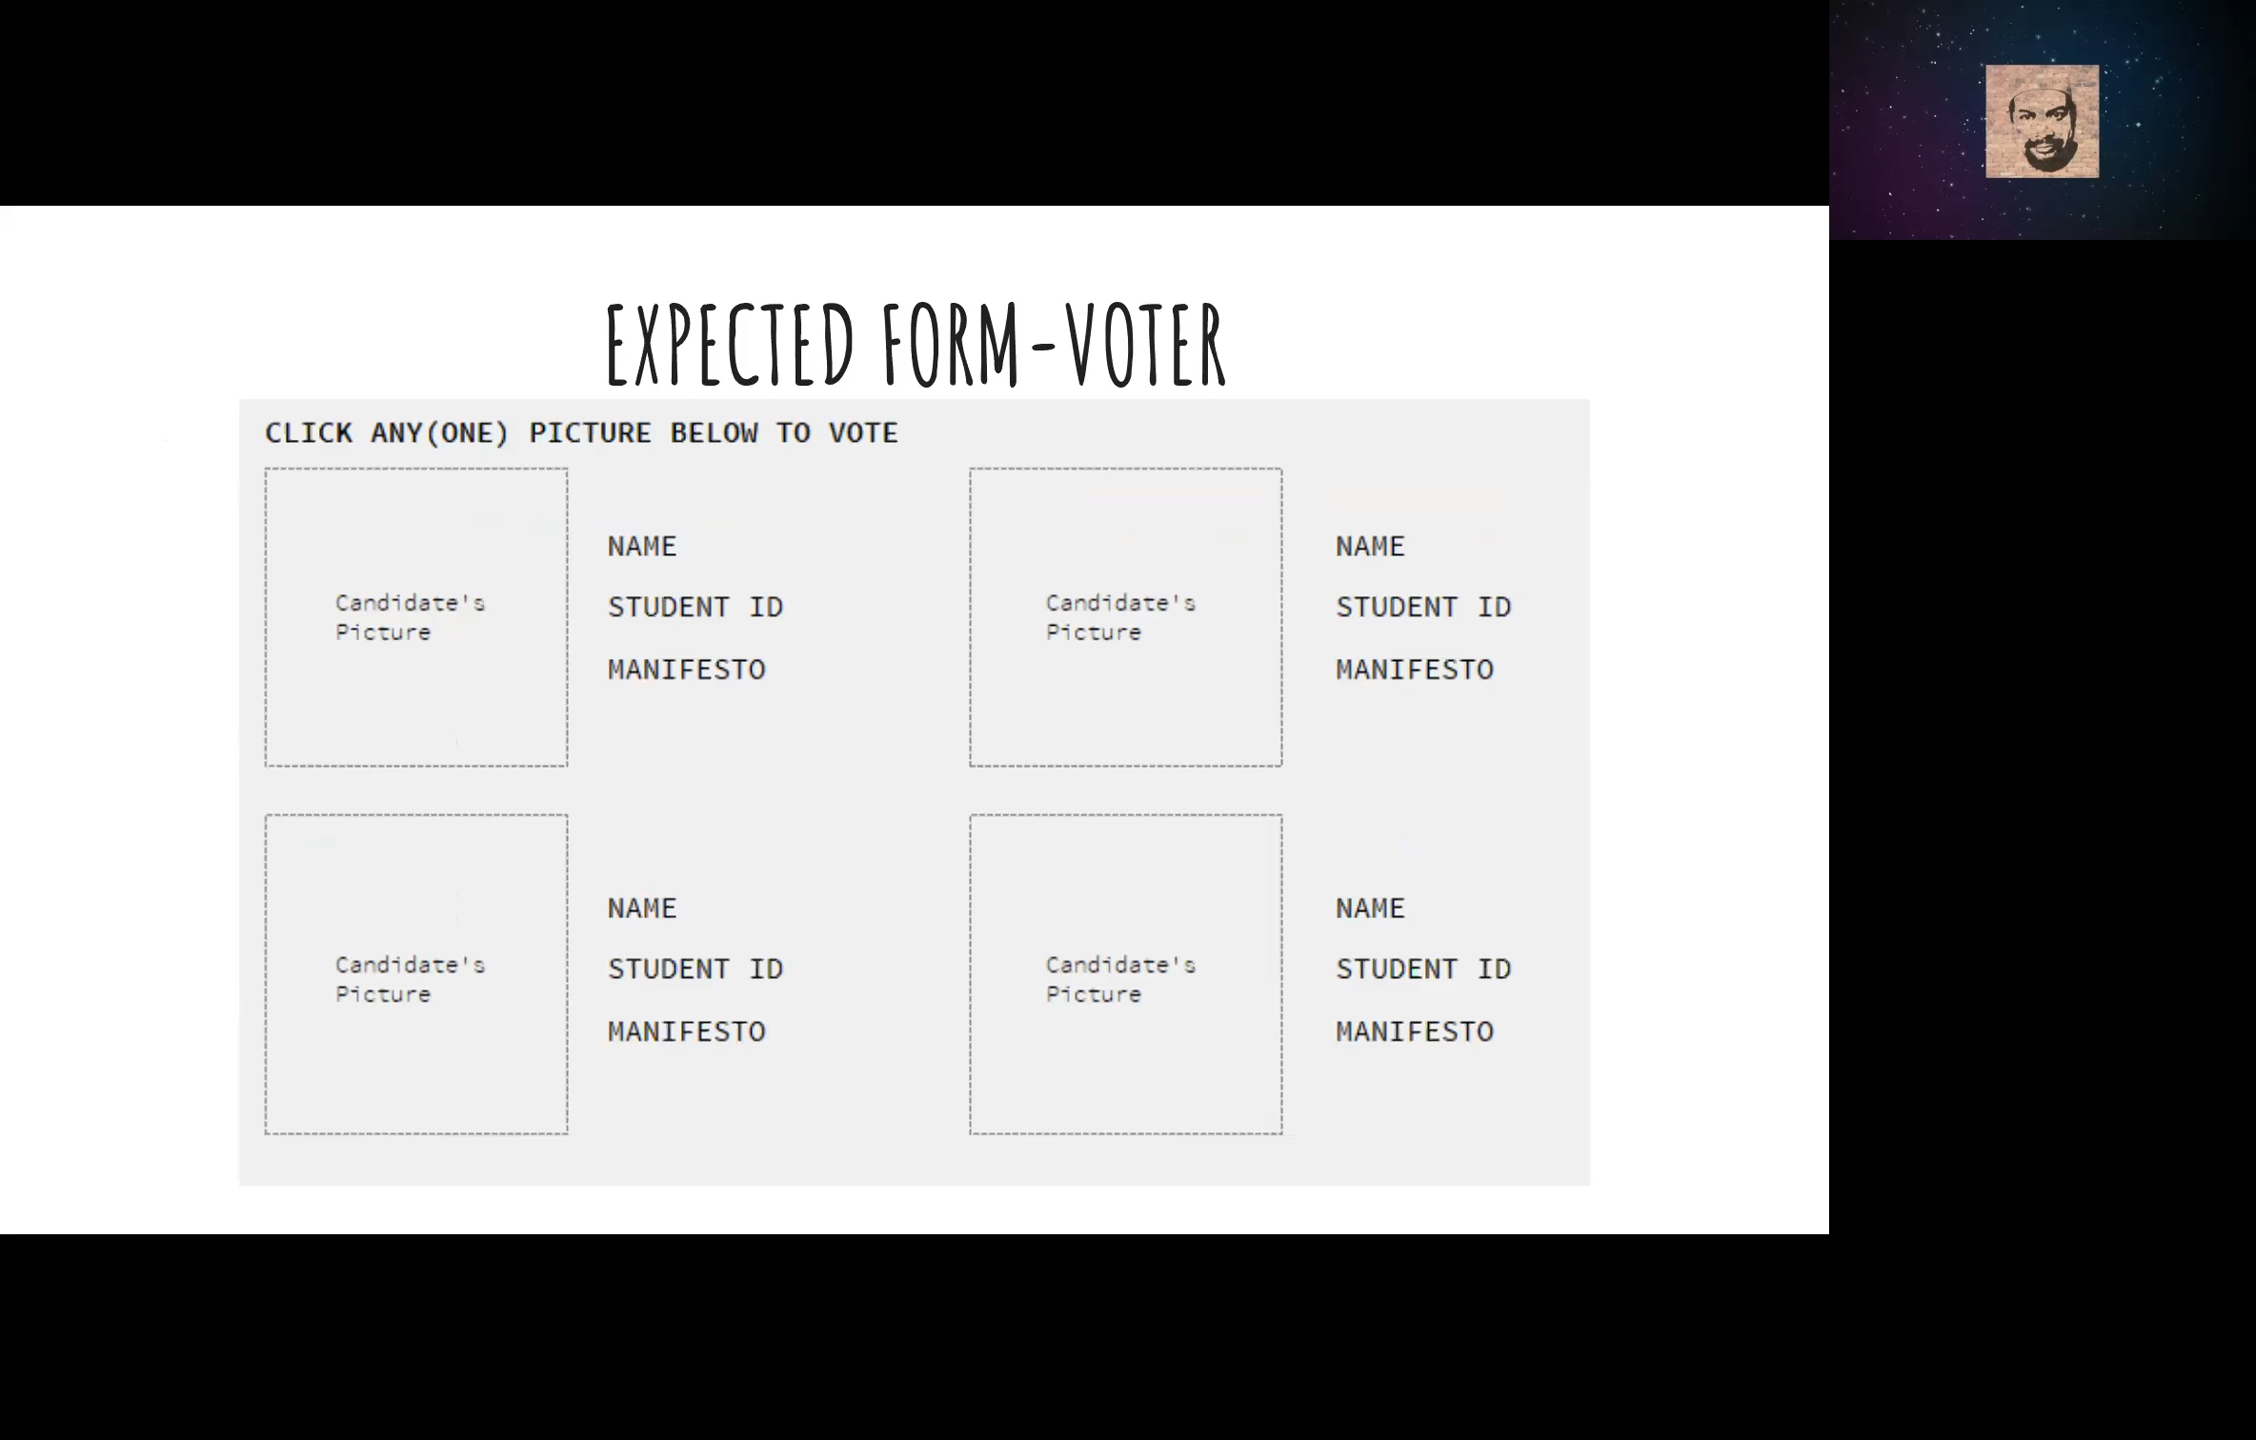 EXPECTED FORM-VOTER
CLICK ANY(ONE) PICTURE BELOW TO VOTE
Candidate's
Picture
NAME
STUDENT ID
MANIFESTO
Candidate's
Picture
NAME
STUDENT ID
MANIFESTO
Candidate's
Picture
NAME
STUDENT ID
MANIFESTO
Candidate's
Picture
NAME
STUDENT ID
MANIFESTO